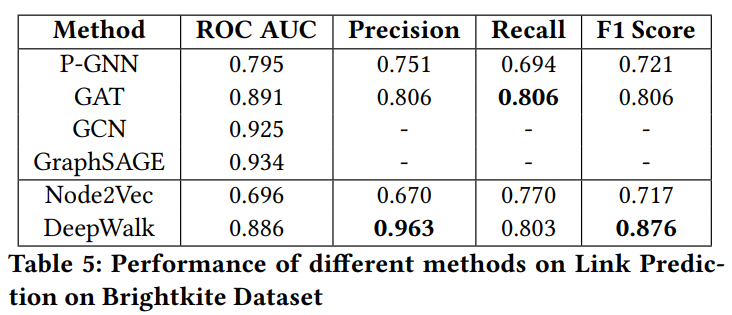 Method ROC AUC Precision Recall F1 Score
P-GNN 0.795 0.751 0.694 0.721
GAT 0.891 0.806 0.806 0.806
GCN 0.925 - - -
GraphSAGE 0.934 - - -
Node2Vec 0.696 0.670 0.770 0.717
DeepWalk 0.886 0.963 0.803 0.876
Table 5: Performance of different methods on Link Predic-
tion on Brightkite Dataset